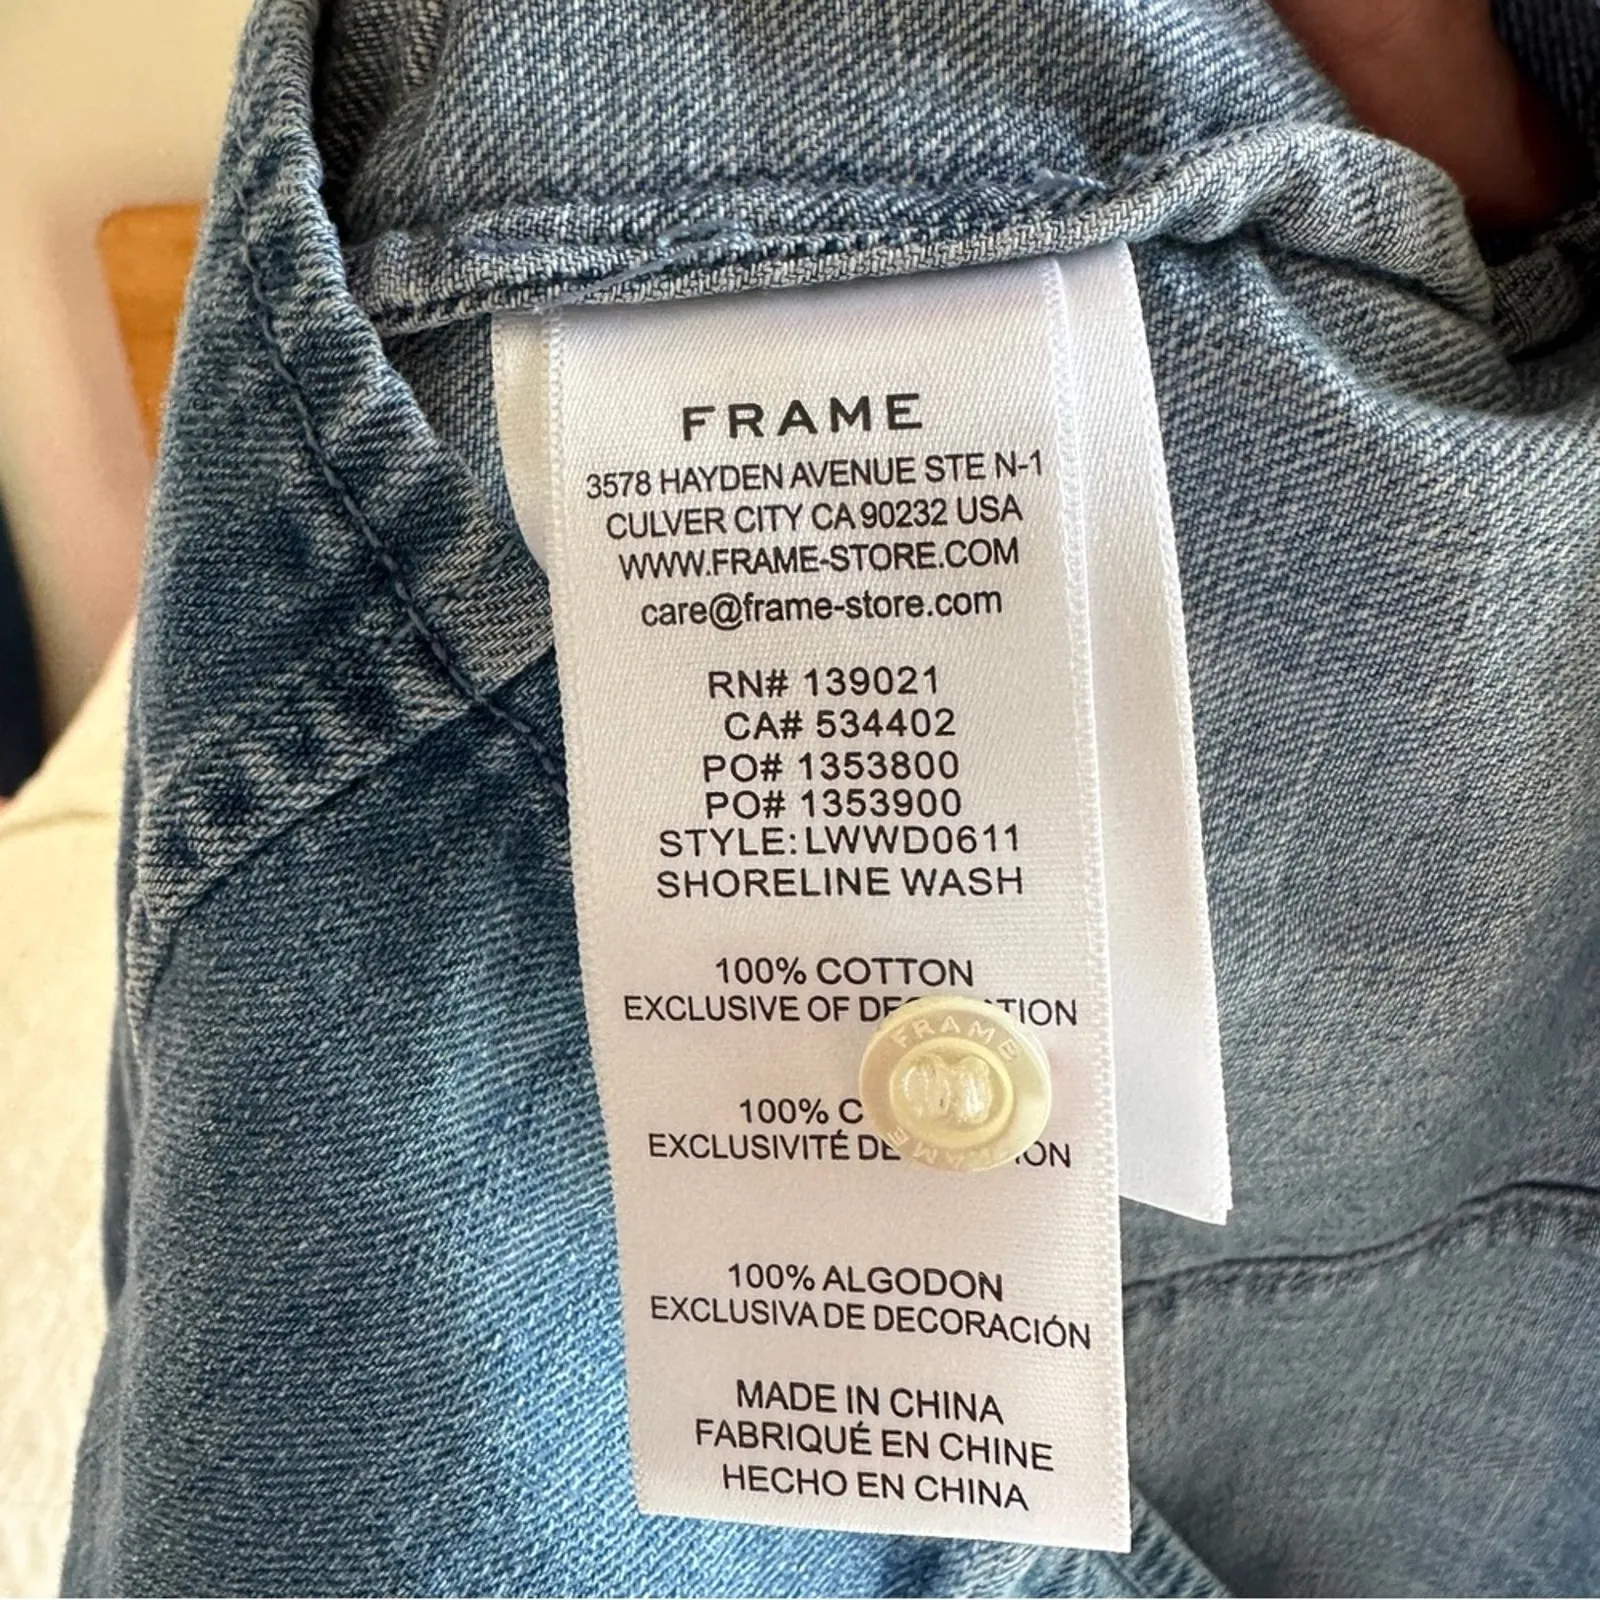 FRAME
3578 HAYDEN AVENUE STE N-1
CULVER CITY CA 90232 USA
WWW.FRAME-STORE.COM
care@frame-store.com
RN# 139021
CA# 534402
PO# 1353800
PO# 1353900
STYLE: LWWD0611
SHORELINE WASH
100% COTTON
EXCLUSIVE OF
FRAME
100%
EXCLUSIVITÉ
100% ALGODON
EXCLUSIVA DE DECORACIÓN
MADE IN CHINA
FABRIQUÉ EN CHINE
HECHO EN CHINA